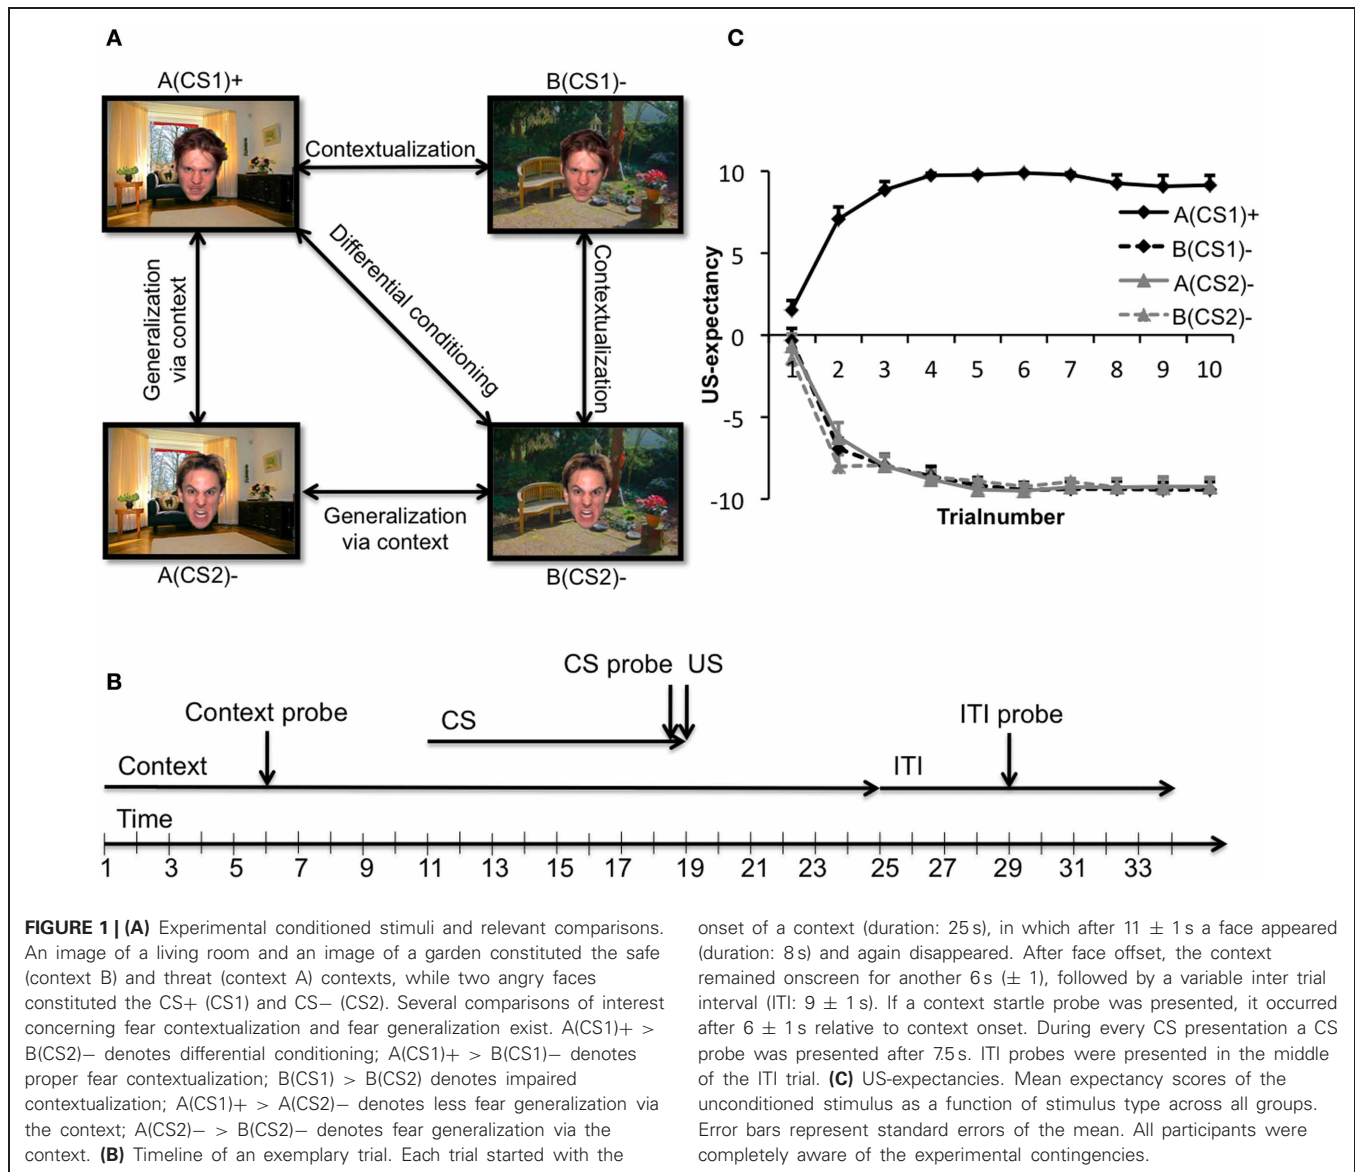 A
A(CS1)+
B(CS1)-
Contextualization
Generalization
via context
Differential conditioning
Contextualization
Generalization
via context
A(CS2)-
B(CS2)-
C
10
5
0
-5
-10
US-expectancy
1 2 3 4 5 6 7 8 9 10
Trialnumber
A(CS1)+
B(CS1)-
A(CS2)-
B(CS2)-
B
CS probe US
Context probe
CS
ITI probe
Context
ITI
Time
1 3 5 7 9 11 13 15 17 19 21 23 25 27 29 31 33
FIGURE 1 | (A) Experimental conditioned stimuli and relevant comparisons.
An image of a living room and an image of a garden constituted the safe
(context B) and threat (context A) contexts, while two angry faces
constituted the CS+ (CS1) and CS− (CS2). Several comparisons of interest
concerning fear contextualization and fear generalization exist. A(CS1)+ >
B(CS2)− denotes differential conditioning; A(CS1)+ > B(CS1)− denotes
proper fear contextualization; B(CS1) > B(CS2) denotes impaired
contextualization; A(CS1)+ > A(CS2)− denotes less fear generalization via
the context; A(CS2)− > B(CS2)− denotes fear generalization via the
context. (B) Timeline of an exemplary trial. Each trial started with the
onset of a context (duration: 25 s), in which after 11 ± 1 s a face appeared
(duration: 8 s) and again disappeared. After face offset, the context
remained onscreen for another 6 s (± 1), followed by a variable inter trial
interval (ITI: 9 ± 1 s). If a context startle probe was presented, it occurred
after 6 ± 1 s relative to context onset. During every CS presentation a CS
probe was presented after 7.5 s. ITI probes were presented in the middle
of the ITI trial. (C) US-expectancies. Mean expectancy scores of the
unconditioned stimulus as a function of stimulus type across all groups.
Error bars represent standard errors of the mean. All participants were
completely aware of the experimental contingencies.